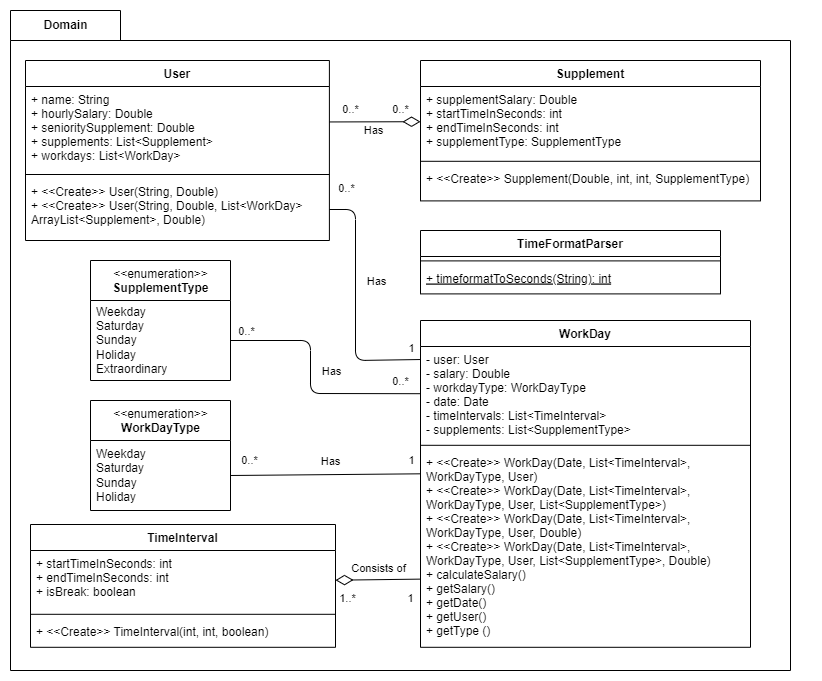 Domain
User
+ name: String
+ hourlySalary: Double
+ senioritySupplement: Double
+ supplements: List<Supplement>
+ workdays: List<WorkDay>
+ <<Create>> User(String, Double)
+ <<Create>> User(String, Double, List<WorkDay>
ArrayList<Supplement>, Double)
0..*
0..*
Has
Supplement
+ supplementSalary: Double
+ startTimeInSeconds: int
+ endTimeInSeconds: int
+ supplementType: SupplementType
+ <<Create>> Supplement(Double, int, int, SupplementType)
0..*
Has
1
TimeFormatParser
+ timeformatToSeconds(String): int
<<enumeration>>
SupplementType
Weekday
Saturday
Sunday
Holiday
Extraordinary
0..*
Has
0..*
WorkDay
- user: User
- salary: Double
- workdayType: WorkDayType
- date: Date
- timeIntervals: List<TimeInterval>
- supplements: List<SupplementType>
+ <<Create>> WorkDay(Date, List<TimeInterval>,
WorkDayType, User)
+ <<Create>> WorkDay(Date, List<TimeInterval>,
WorkDayType, User, List<SupplementType>)
+ <<Create>> WorkDay(Date, List<TimeInterval>,
WorkDayType, User, Double)
+ <<Create>> WorkDay(Date, List<TimeInterval>,
WorkDayType, User, List<SupplementType>, Double)
+ calculateSalary()
+ getSalary()
+ getDate()
+ getUser()
+ getType ()
<<enumeration>>
WorkDayType
Weekday
Saturday
Sunday
Holiday
0..*
Has
1
TimeInterval
+ startTimeInSeconds: int
+ endTimeInSeconds: int
+ isBreak: boolean
+ <<Create>> TimeInterval(int, int, boolean)
Consists of
1..*
1